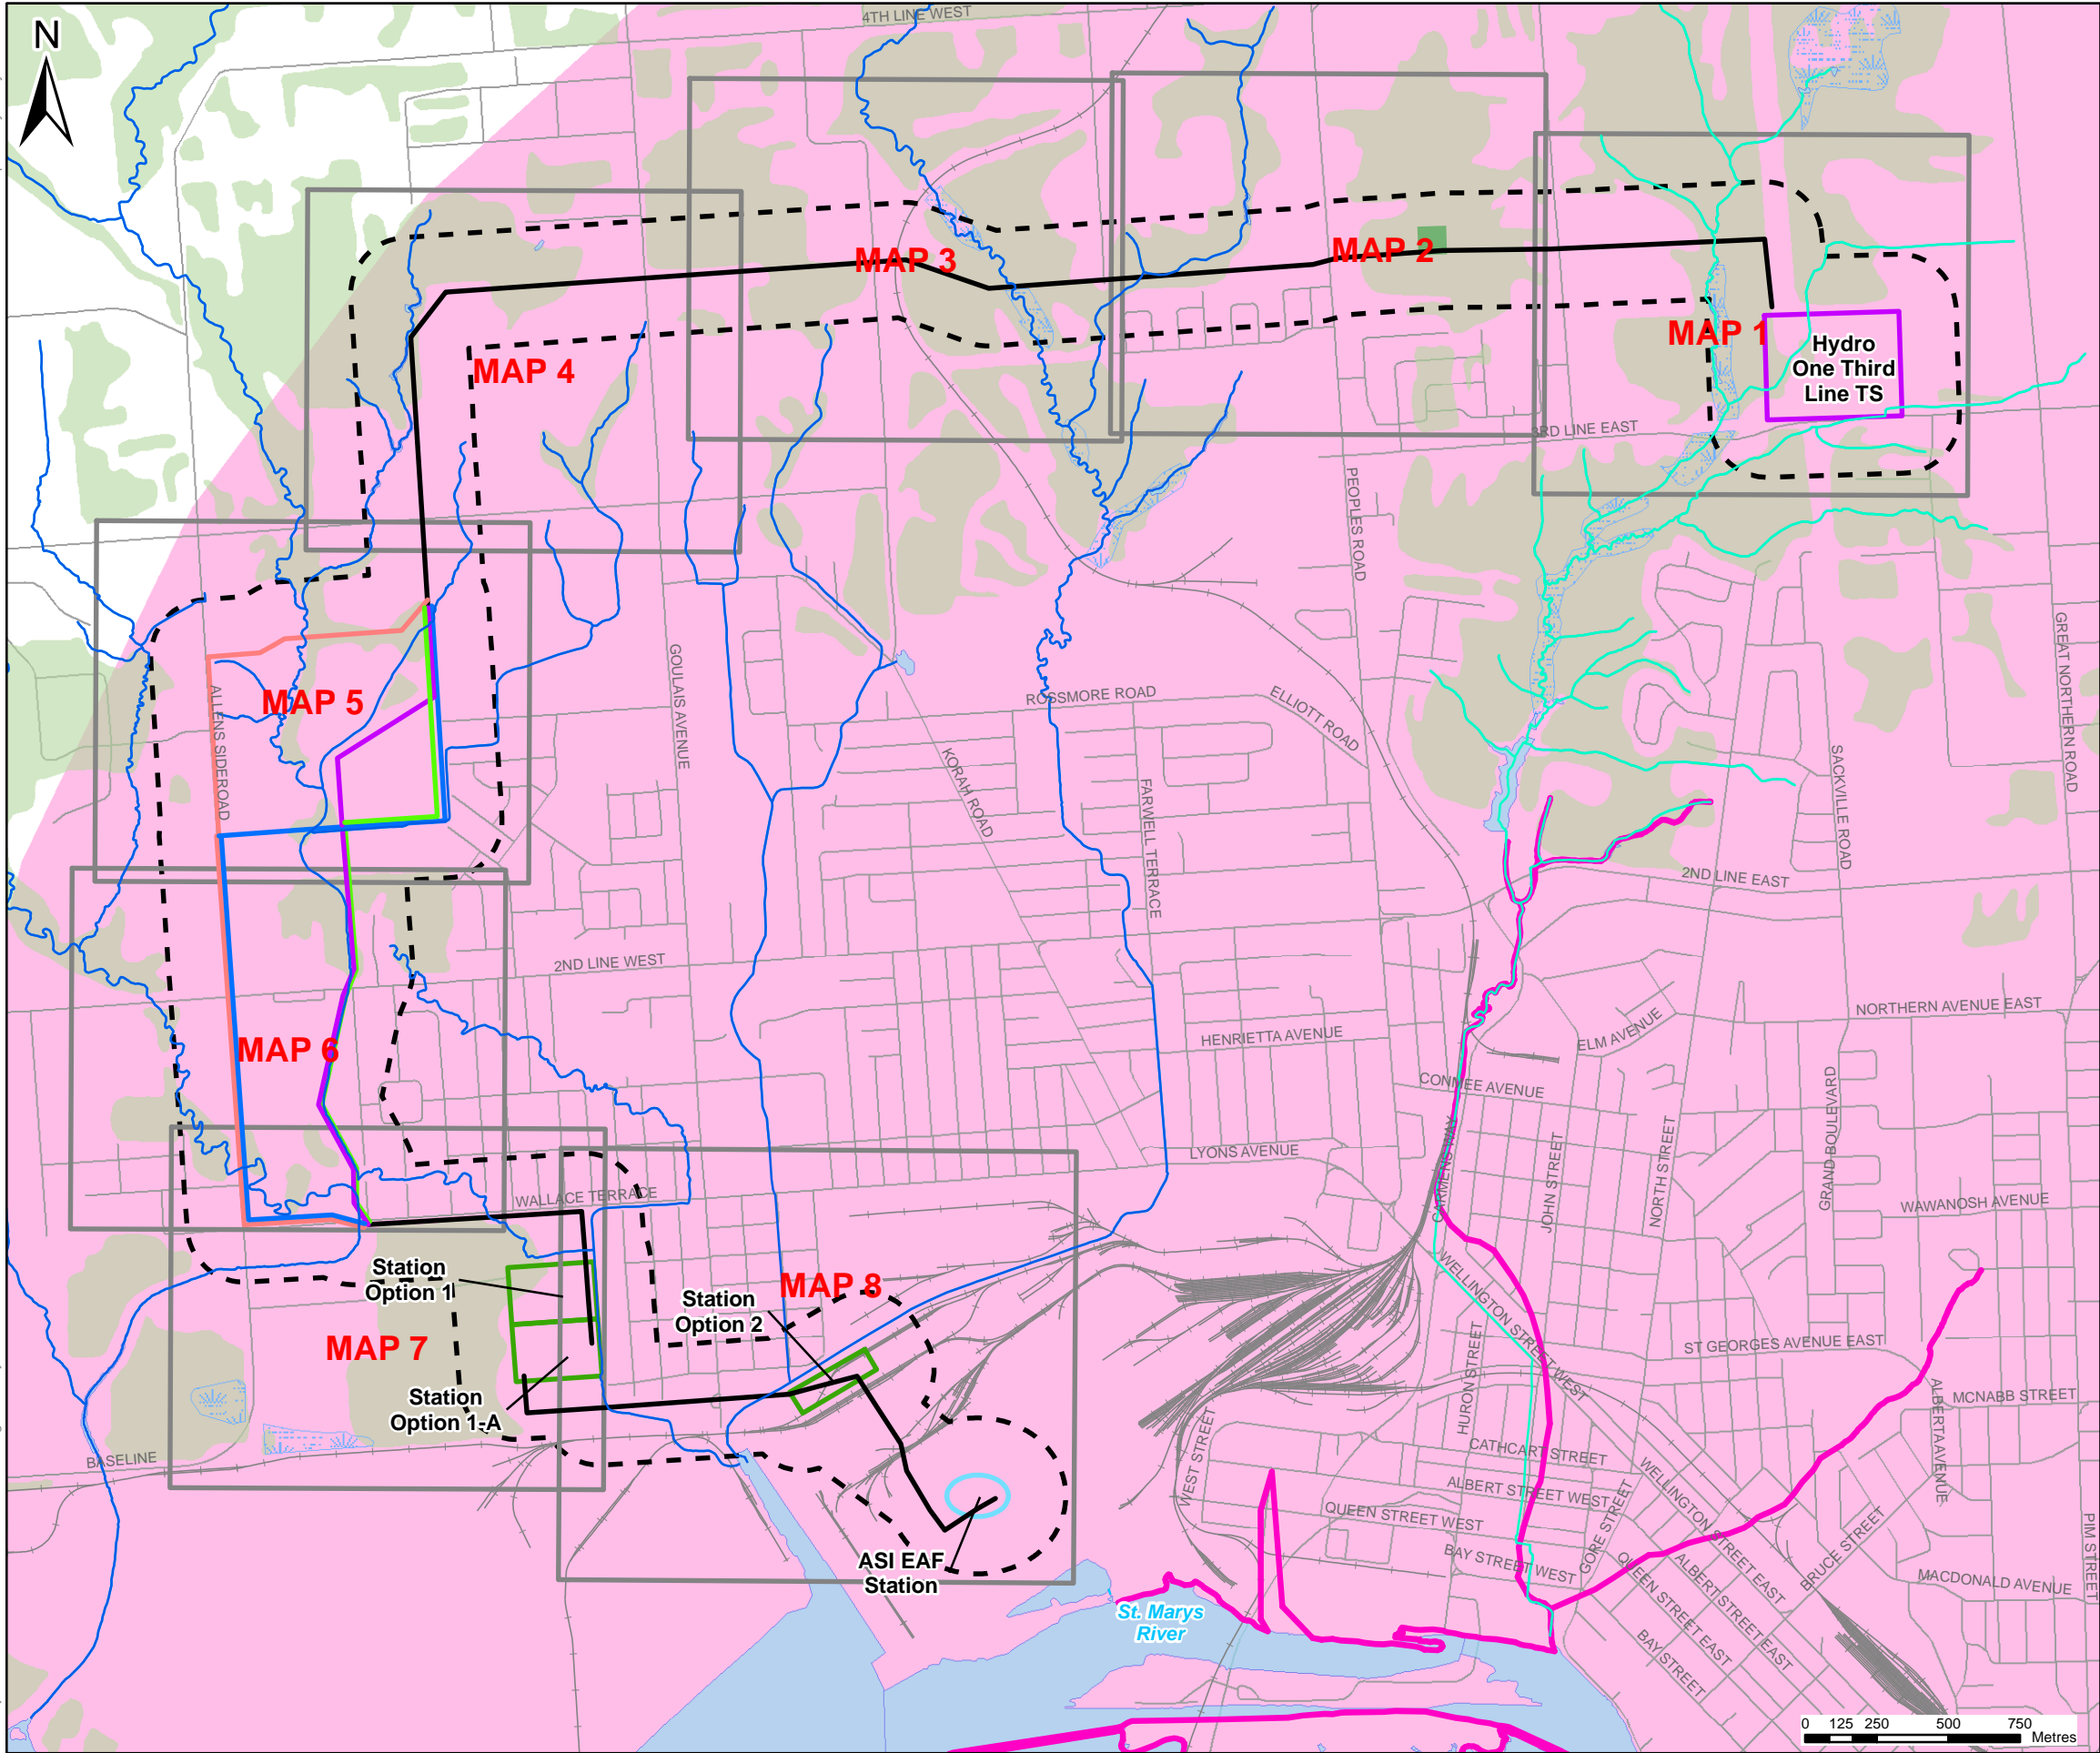 4TH LINE WEST
N
MAP 3
MAP 2
MAP 1
Hydro
One Third
Line TS
MAP 4
3RD LINE EAST
PEOPLES ROAD
GREAT NORTHERN ROAD
GOULAIS AVENUE
ALLENS SIDEROAD
MAP 5
ROSSMORE ROAD
ELLIOTT ROAD
KORAH ROAD
FARWELL TERRACE
SACKVILLE ROAD
2ND LINE EAST
2ND LINE WEST
NORTHERN AVENUE EAST
HENRIETTA AVENUE
ELM AVENUE
MAP 6
CONMEE AVENUE
GRAND BOULEVARD
CARMENS WAY
JOHN STREET
NORTH STREET
LYONS AVENUE
WALLACE TERRACE
WAWANOSH AVENUE
Station
Option 1
MAP 8
Station
Option 2
WELLINGTON STREET WEST
MAP 7
HURON STREET
ST GEORGES AVENUE EAST
Station
Option 1-A
ALBERTA AVENUE
MCNABB STREET
BASELINE
WEST STREET
CATHCART STREET
ALBERT STREET WEST
QUEEN STREET WEST
GORE STREET
WELLINGTON STREET EAST
BRUCE STREET
PIM STREET
ASI EAF
Station
BAY STREET WEST
QUEEN STREET EAST
ALBERT STREET EAST
MACDONALD AVENUE
St. Marys
River
BAY STREET
0 125 250 500 750
Metres